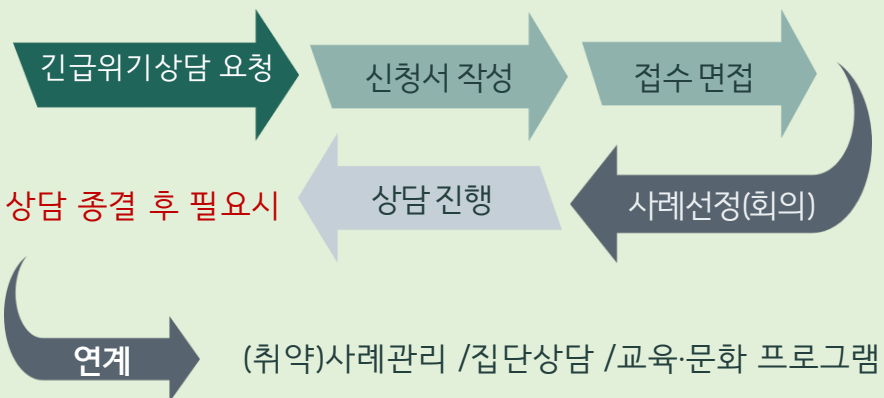 긴급위기상담 요청
신청서 작성
접수 면접
사례선정(회의)
상담 진행
상담 종결 후 필요시
연계
(취약)사례관리 /집단상담 /교육·문화 프로그램